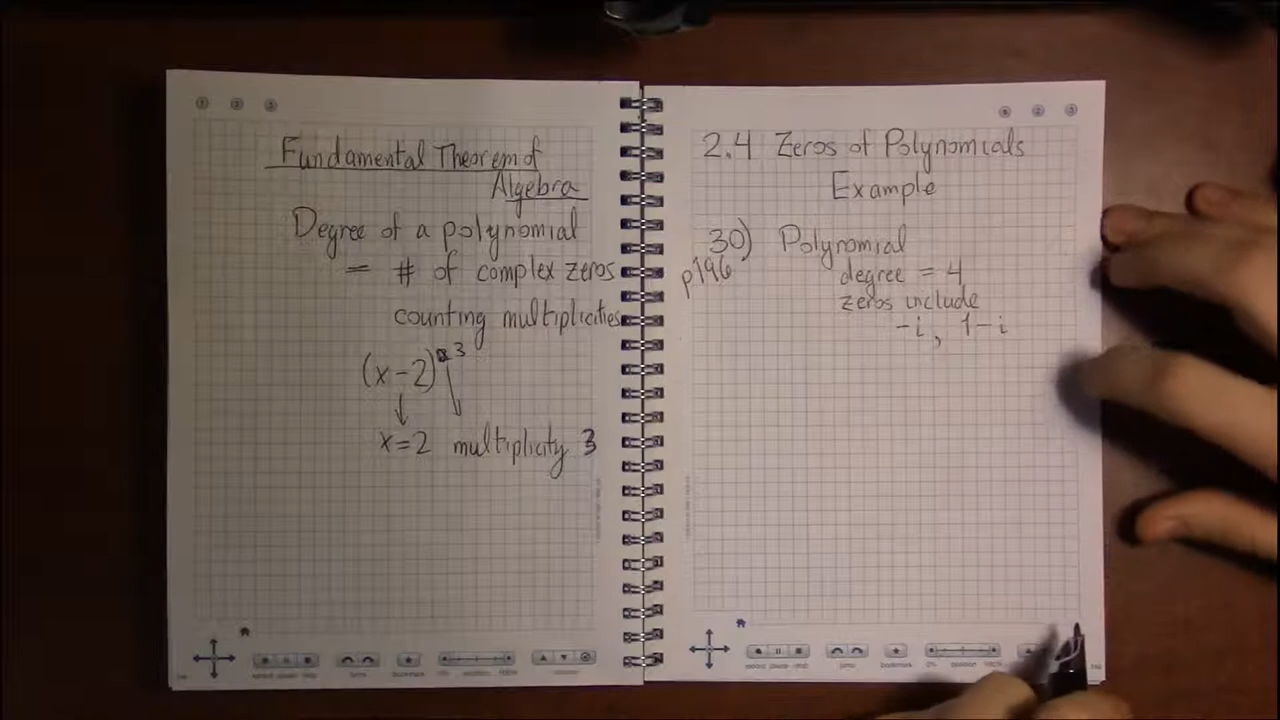 Fundamental Theorem of
Algebra
Degree of a polynomial
= # of complex zeros
counting multiplicities
(x-2)³
x=2 multiplicity 3
2.4 Zeros of Polynomials
Example
30) Polynomial
p196
degree = 4
zeros include
-i, 1-i